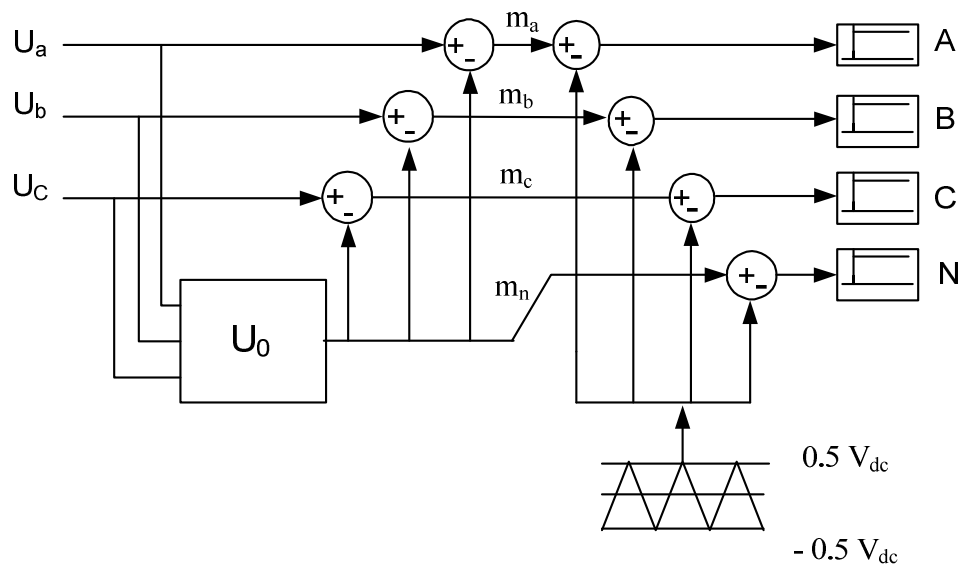 Ua
+ -
ma
+ -
A
Ub
+ -
mb
+ -
B
UC
+ -
mc
+ -
C
mn
+ -
N
U0
0.5 Vdc
- 0.5 Vdc